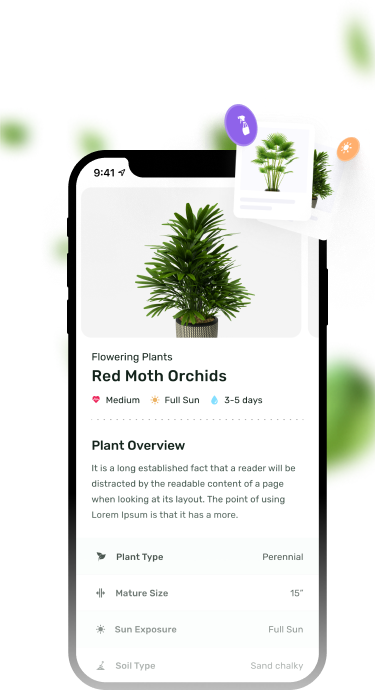 9:41
Flowering Plants
Red Moth Orchids
Medium Full Sun 3-5 days
Plant Overview
It is a long established fact that a reader will be
distracted by the readable content of a page
when looking at its layout. The point of using
Lorem Ipsum is that it has a more.
Plant Type Perennial
Mature Size 15”
Sun Exposure Full Sun
Soil Type Sand chalky